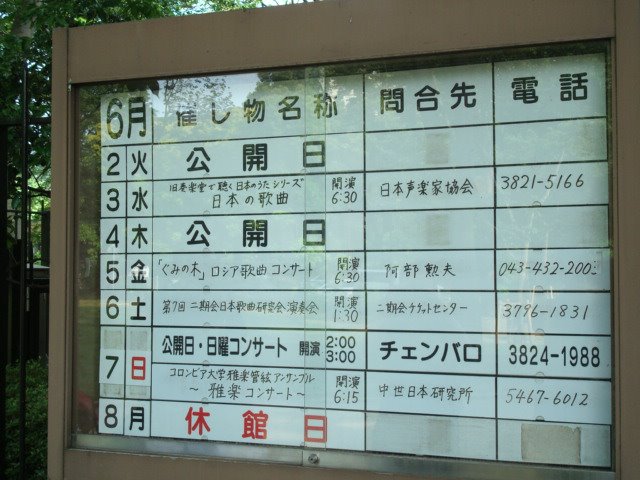 6月 催し物名称 問合先 電話
2 火 公開日
3 水 旧奏楽堂で聴く日本のうたシリーズ 日本の歌曲 開演 6:30 日本声楽家協会 3821-5166
4 木 公開日
5 金 「ぐみの木」ロシア歌曲コンサート 開演 6:30 阿部勲夫 043-432-200
6 土 第7回 二期会日本歌曲研究会演奏会 開演 1:30 二期会チケットセンター 3796-1831
7 日 公開日・日曜コンサート 開演 2:00 3:00 チェンバロ 3824-1988
コロンビア大学雅楽管絃アンサンブル
～雅楽コンサート～ 開演 6:15 中世日本研究所 5467-6012
8 月 休館日